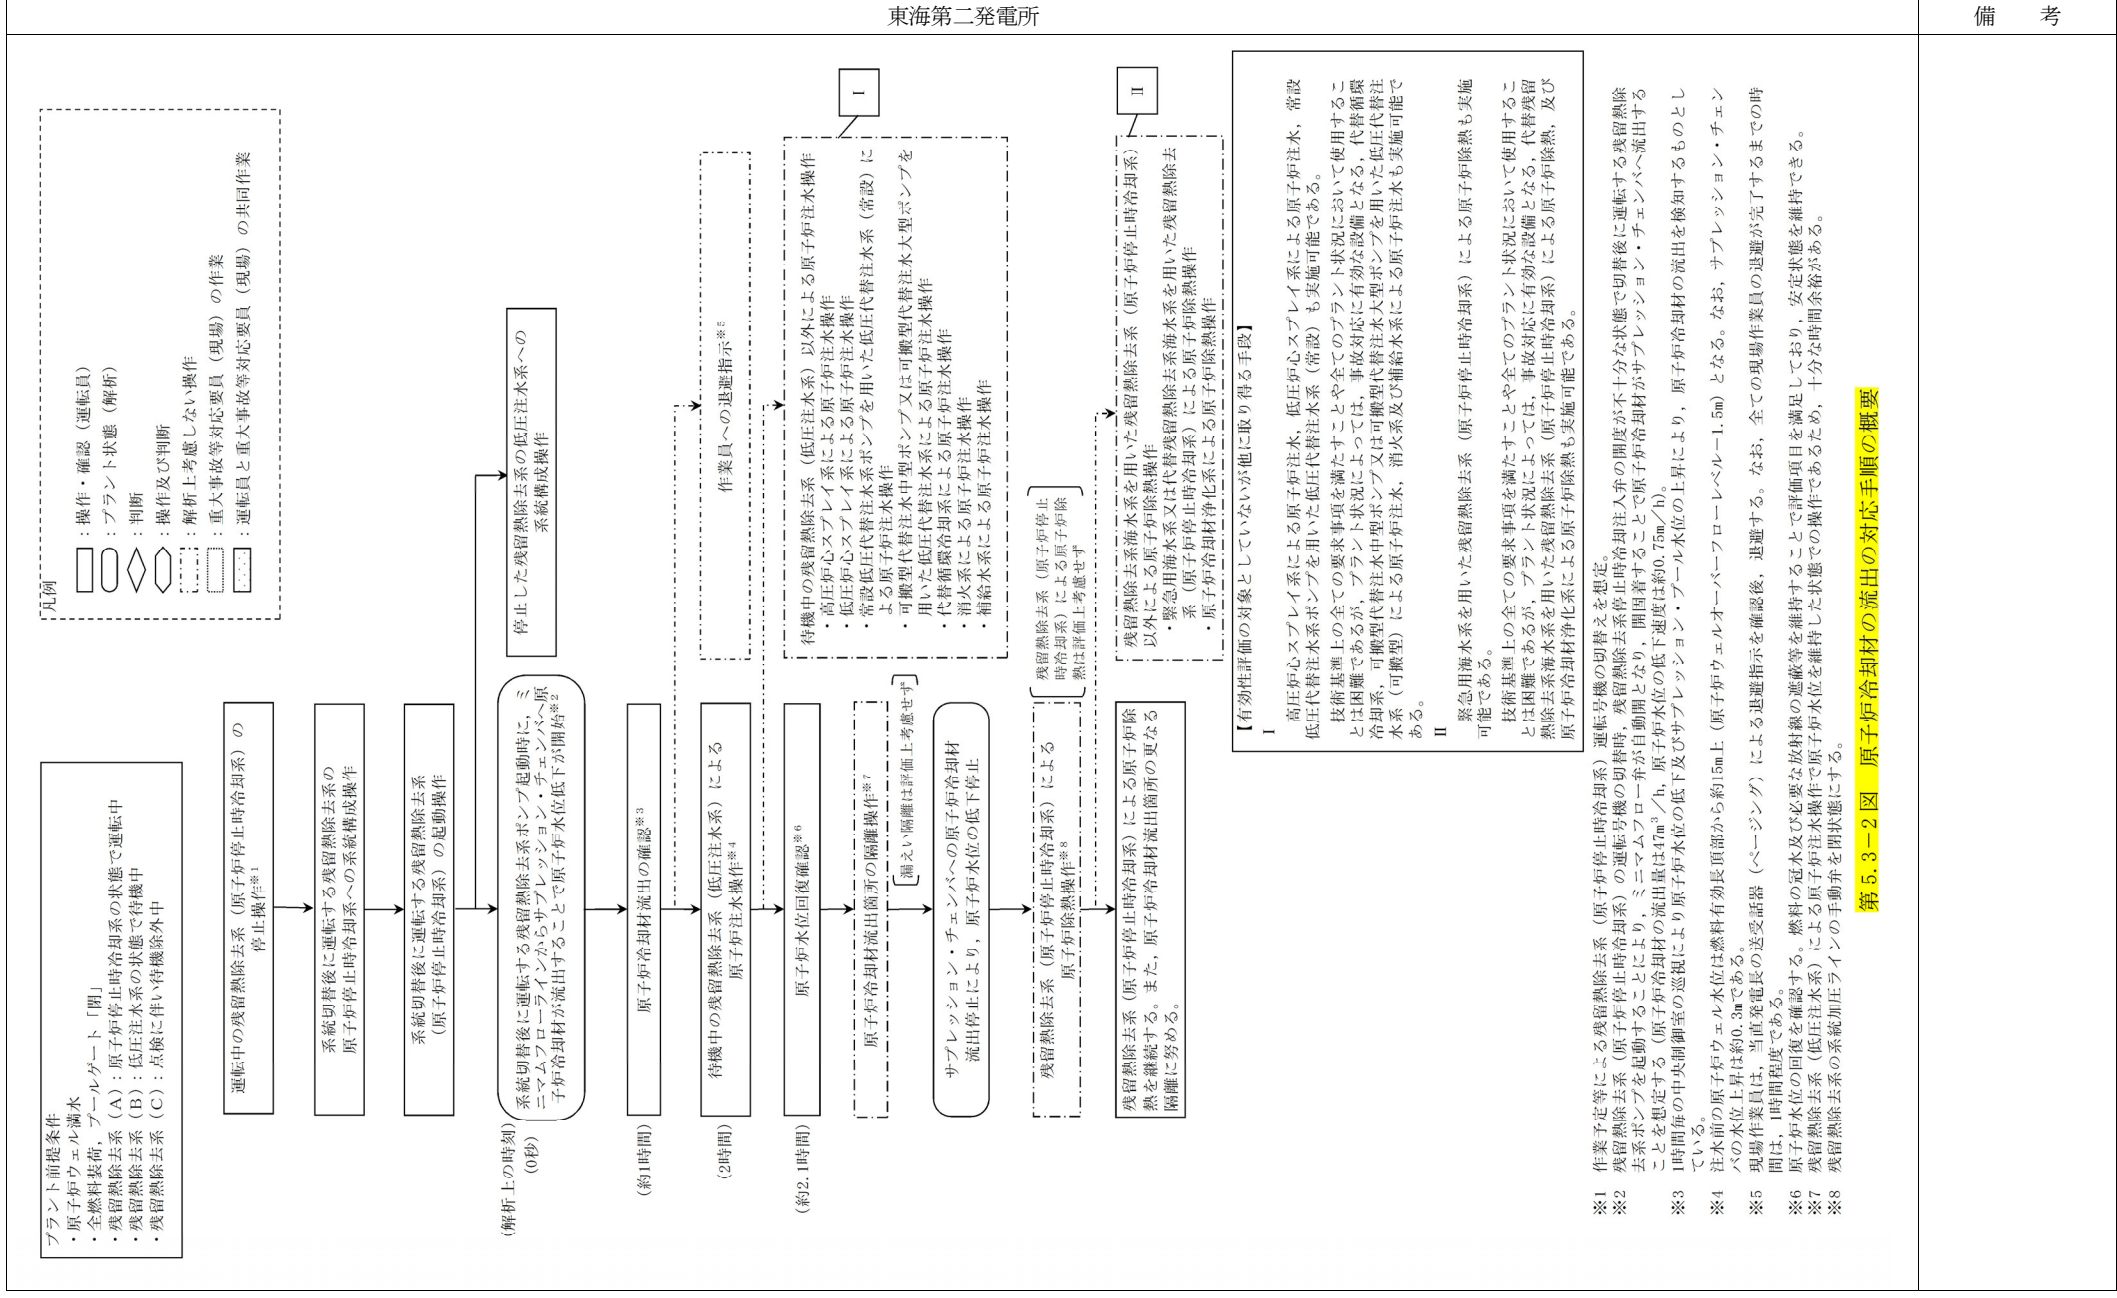 東海第二発電所
備　　考
プラント前提条件
・原子炉ウェル満水
・全燃料装荷，プールゲート「閉」
・残留熱除去系（Ａ）：原子炉停止時冷却系の状態で運転中
・残留熱除去系（Ｂ）：低圧注水系の状態で待機中
・残留熱除去系（Ｃ）：点検に伴い待機除外中
凡例
：操作・確認（運転員）
：プラント状態（解析）
：判断
：操作及び判断
：解析上考慮しない操作
：重大事故等対応要員（現場）の作業
：運転員と重大事故等対応要員（現場）の共同作業
運転中の残留熱除去系（原子炉停止時冷却系）の
停止操作※1
系統切替後に運転する残留熱除去系の
原子炉停止時冷却系への系統構成操作
系統切替後に運転する残留熱除去系
（原子炉停止時冷却系）の起動操作
停止した残留熱除去系の低圧注水系への
系統構成操作
（解析上の時刻）
（0秒）
系統切替後に運転する残留熱除去系ポンプ起動時に，ミ
ニマムフローラインからサプレッション・チェンバへ原
子炉冷却材が流出することで原子炉水位低下が開始※2
（約1時間）
原子炉冷却材流出の確認※3
作業員への退避指示※5
（2時間）
待機中の残留熱除去系（低圧注水系）による
原子炉注水操作※4
Ⅰ
待機中の残留熱除去系（低圧注水系）以外による原子炉注水操作
・高圧炉心スプレイ系による原子炉注水操作
・低圧炉心スプレイ系による原子炉注水操作
・常設低圧代替注水系ポンプを用いた低圧代替注水系（常設）に
よる原子炉注水操作
・可搬型代替注水中型ポンプ又は可搬型代替注水大型ポンプを
用いた低圧代替注水系による原子炉注水操作
・代替循環冷却系による原子炉注水操作
・消火系による原子炉注水操作
・補給水系による原子炉注水操作
（約2.1時間）
原子炉水位回復確認※6
原子炉冷却材流出箇所の隔離操作※7
漏えい隔離は評価上考慮せず
サプレッション・チェンバへの原子炉冷却材
流出停止により，原子炉水位の低下停止
残留熱除去系（原子炉停止時冷却系）による
原子炉除熱操作※8
残留熱除去系（原子炉停止
時冷却系）による原子炉除
熱は評価上考慮せず
残留熱除去系（原子炉停止時冷却系）による原子炉除
熱を継続する。また，原子炉冷却材流出箇所の更なる
隔離に努める。
Ⅱ
残留熱除去系海水系を用いた残留熱除去系（原子炉停止時冷却系）
以外による原子炉除熱操作
・緊急用海水系又は代替残留熱除去系海水系を用いた残留熱除去
系（原子炉停止時冷却系）による原子炉除熱操作
・原子炉冷却材浄化系による原子炉除熱操作
【有効性評価の対象としていないが他に取り得る手段】
Ⅰ
高圧炉心スプレイ系による原子炉注水，低圧炉心スプレイ系による原子炉注水，常設
低圧代替注水系ポンプを用いた低圧代替注水系（常設）も実施可能である。
技術基準上の全ての要求事項を満たすことや全てのプラント状況において使用するこ
とは困難であるが，プラント状況によっては，事故対応に有効な設備となる，代替循環
冷却系，可搬型代替注水中型ポンプ又は可搬型代替注水大型ポンプを用いた低圧代替注
水系（可搬型）による原子炉注水，消火系及び補給水系による原子炉注水も実施可能で
ある。
Ⅱ
緊急用海水系を用いた残留熱除去系（原子炉停止時冷却系）による原子炉除熱も実施
可能である。
技術基準上の全ての要求事項を満たすことや全てのプラント状況において使用するこ
とは困難であるが，プラント状況によっては，事故対応に有効な設備となる，代替残留
熱除去系海水系を用いた残留熱除去系（原子炉停止時冷却系）による原子炉除熱，及び
原子炉冷却材浄化系による原子炉除熱も実施可能である。
※1　作業予定等による残留熱除去系（原子炉停止時冷却系）運転号機の切替えを想定。
※2　残留熱除去系（原子炉停止時冷却系）の運転号機の切替時，残留熱除去系停止時冷却注入弁の開度が不十分な状態で切替後に運転する残留熱除
去系ポンプを起動することにより，ミニマムフロー弁が自動開となり，開固着することで原子炉冷却材がサプレッション・チェンバへ流出する
ことを想定する（原子炉冷却材の流出量は47m³／h，原子炉水位の低下速度は約0.75m／h）。
※3　1時間毎の中央制御室の巡視により原子炉水位の低下及びサプレッション・プール水位の上昇により，原子炉冷却材の流出を検知するものとし
ている。
※4　注水前の原子炉ウェル水位は燃料有効長頂部から約15m上（原子炉ウェルオーバーフローレベル－1.5m）となる。なお，サプレッション・チェン
バの水位上昇は約0.3mである。
※5　現場作業員は，当直発電長の送受話器（ページング）による退避指示を確認後，退避する。なお，全ての現場作業員の退避が完了するまでの時
間は，1時間程度である。
※6　原子炉水位の回復を確認する。燃料の冠水及び必要な放射線の遮蔽等を維持することで評価項目を満足しており，安定状態を維持できる。
※7　残留熱除去系（低圧注水系）による原子炉注水操作で原子炉水位を維持した状態での操作であるため，十分な時間余裕がある。
※8　残留熱除去系の系統加圧ラインの手動弁を閉状態にする。
第5.3－2図　原子炉冷却材の流出の対応手順の概要